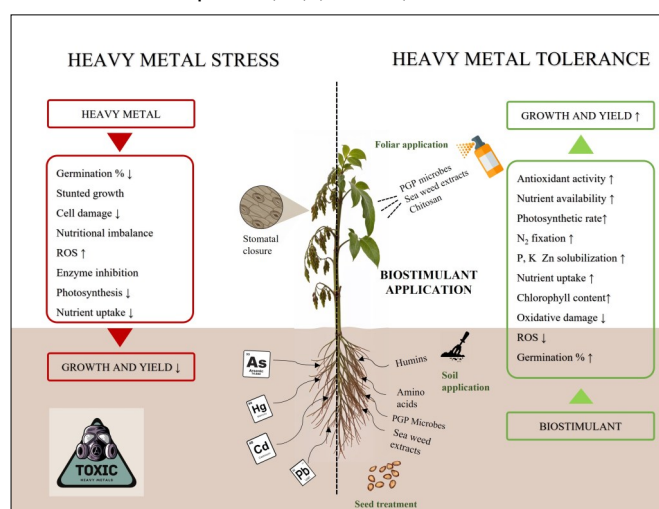 HEAVY METAL STRESS
HEAVY METAL TOLERANCE
HEAVY METAL
Germination % ↓
Stunted growth
Cell damage ↓
Nutritional imbalance
ROS ↑
Enzyme inhibition
Photosynthesis ↓
Nutrient uptake ↓
GROWTH AND YIELD ↓
TOXIC
HEAVY METALS
Stomatal
closure
Foliar application
PGP microbes
Sea weed extracts
Chitosan
BIOSTIMULANT
APPLICATION
As
Hg
Cd
Pb
Humins
Amino
acids
PGP Microbes
Sea weed
extracts
Soil
application
Seed treatment
GROWTH AND YIELD ↑
Antioxidant activity ↑
Nutrient availability ↑
Photosynthetic rate↑
N₂ fixation ↑
P, K Zn solubilization ↑
Nutrient uptake ↑
Chlorophyll content↑
Oxidative damage ↓
ROS ↓
Germination % ↑
BIOSTIMULANT